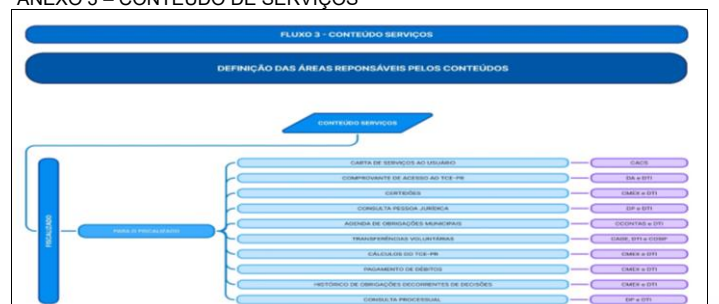 ANEXO 3 – CONTEÚDO DE SERVIÇOS
FLUXO 3 - CONTEÚDO SERVIÇOS
DEFINIÇÃO DAS ÁREAS REPONSÁVEIS PELOS CONTEÚDOS
CONTEÚDO SERVIÇOS
FISCALIZADO
PARA O FISCALIZADO
CARTA DE SERVIÇOS AO USUÁRIO
CACS
COMPROVANTE DE ACESSO AO TCE-PR
DA e DTI
CERTIDÕES
CMEX e DTI
CONSULTA PESSOA JURÍDICA
DP e DTI
AGENDA DE OBRIGAÇÕES MUNICIPAIS
CCONTAS e DTI
TRANSFERÊNCIAS VOLUNTÁRIAS
CAGE, DTI e COSIF
CÁLCULOS DO TCE-PR
CMEX e DTI
PAGAMENTO DE DÉBITOS
CMEX e DTI
HISTÓRICO DE OBRIGAÇÕES DECORRENTES DE DECISÕES
CMEX e DTI
CONSULTA PROCESSUAL
DP e DTI